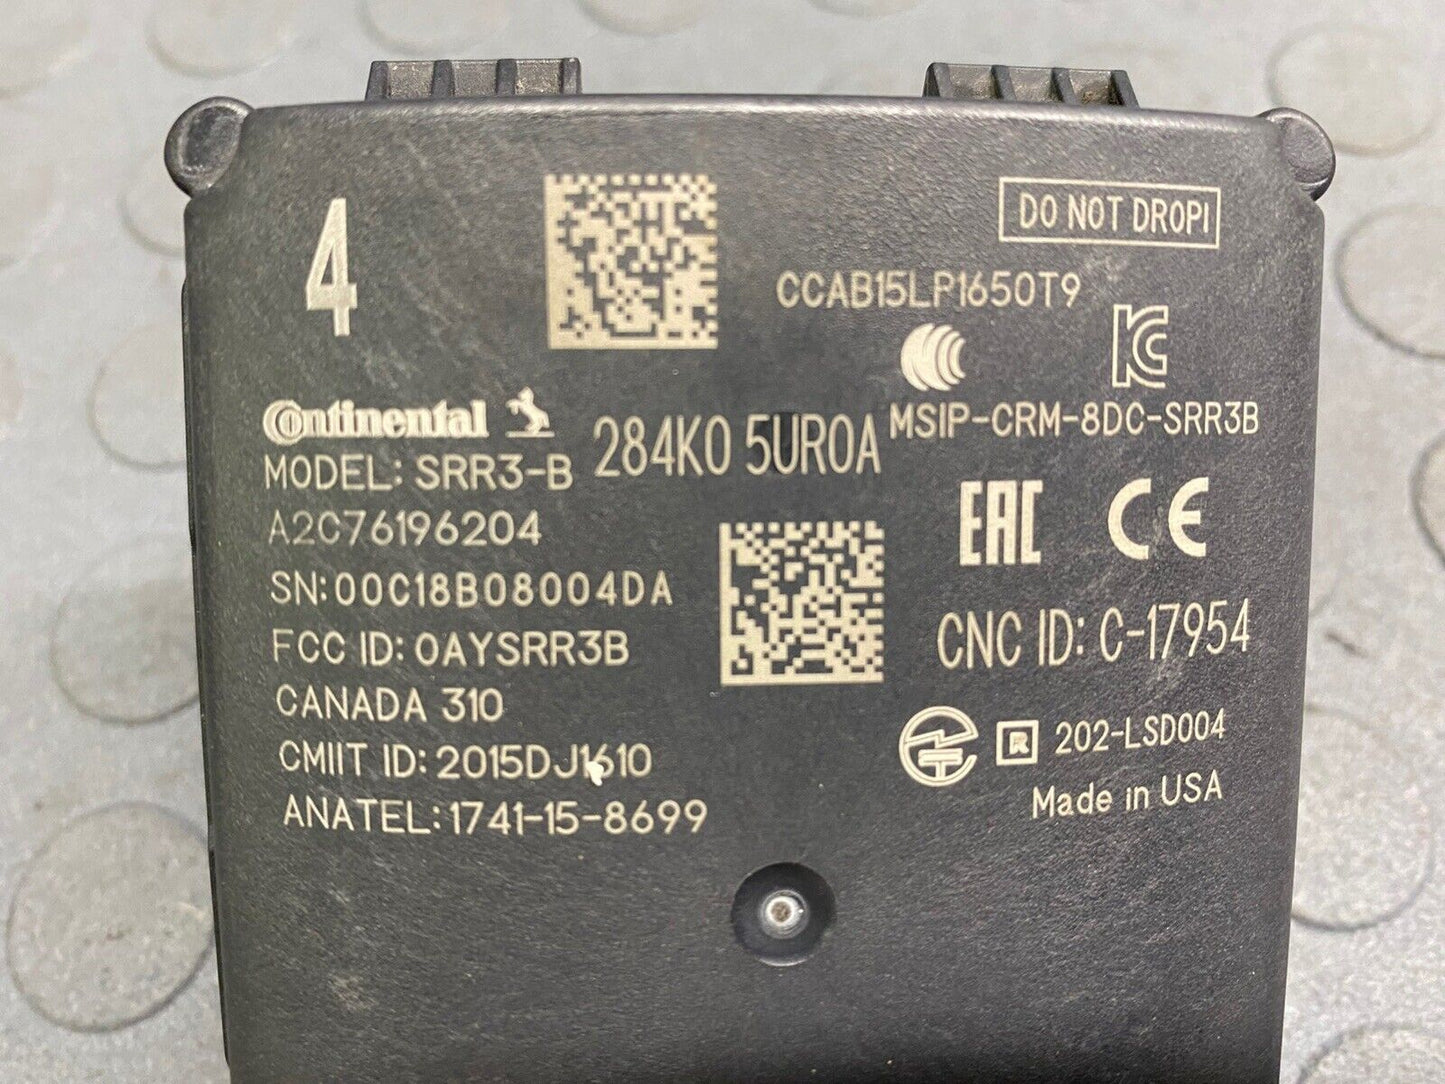 4
DO NOT DROP!
CCAB15LP1650T9
Continental
284K0 5UR0A
MSIP-CRM-8DC-SRR3B
MODEL: SRR3-B
A2C76196204
EAC CE
SN:00C18B08004DA
FCC ID: OAYSRR3B
CNC ID: C-17954
CANADA 310
R 202-LSD004
CMIIT ID: 2015DJ1610
Made in USA
ANATEL: 1741-15-8699